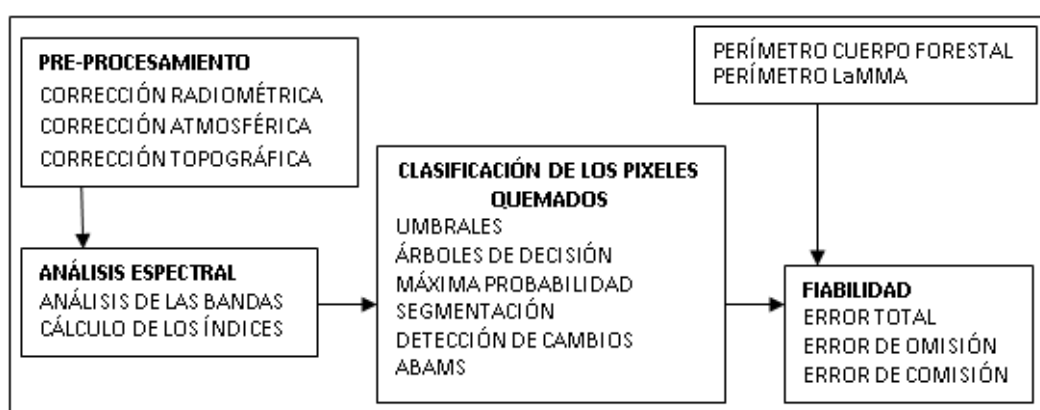 PRE-PROCESAMIENTO
CORRECCIÓN RADIOMÉTRICA
CORRECCIÓN ATMOSFÉRICA
CORRECCIÓN TOPOGRÁFICA
ANÁLISIS ESPECTRAL
ANÁLISIS DE LAS BANDAS
CÁLCULO DE LOS ÍNDICES
CLASIFICACIÓN DE LOS PIXELES
QUEMADOS
UMBRALES
ÁRBOLES DE DECISIÓN
MÁXIMA PROBABILIDAD
SEGMENTACIÓN
DETECCIÓN DE CAMBIOS
ABAMS
PERÍMETRO CUERPO FORESTAL
PERÍMETRO LaMMA
FIABILIDAD
ERROR TOTAL
ERROR DE OMISIÓN
ERROR DE COMISIÓN